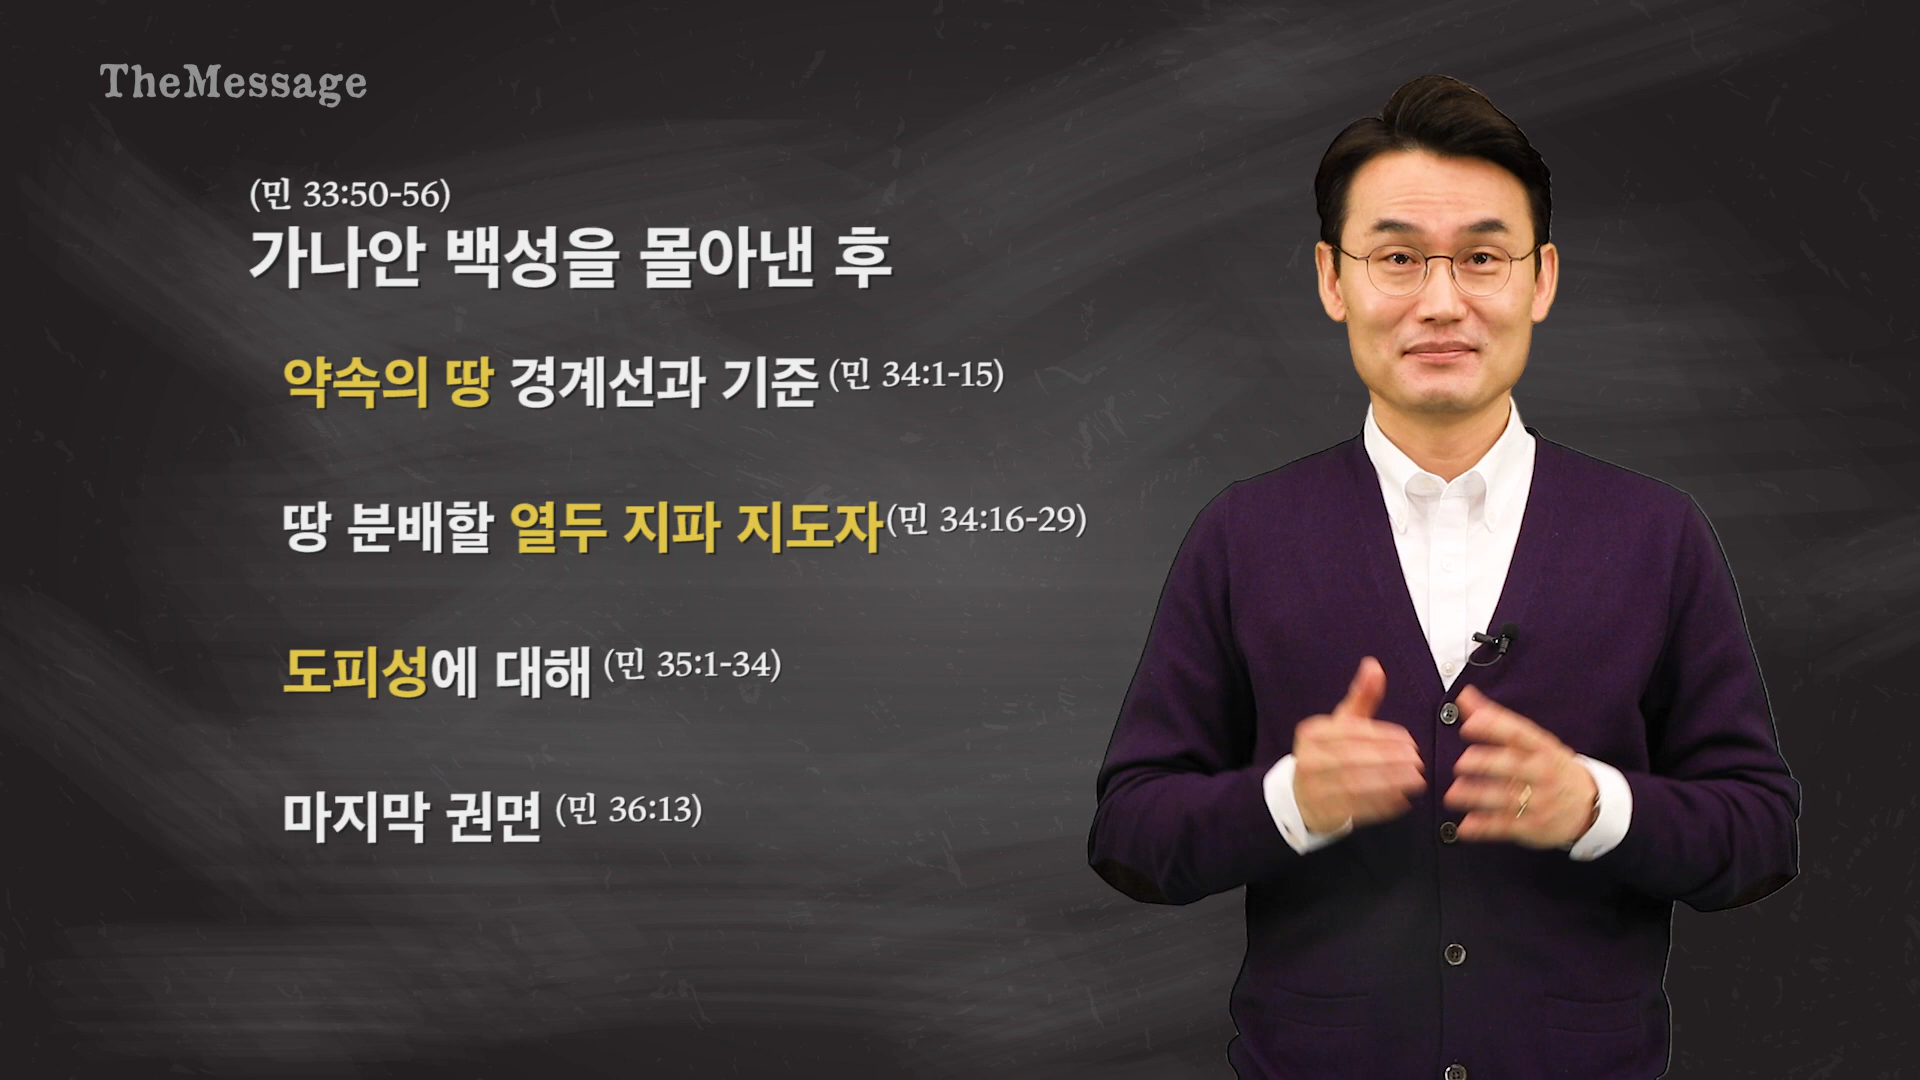 TheMessage
(민 33:50-56)
가나안 백성을 몰아낸 후
약속의 땅 경계선과 기준 (민 34:1-15)
땅 분배할 열두 지파 지도자(민 34:16-29)
도피성에 대해 (민 35:1-34)
마지막 권면 (민 36:13)